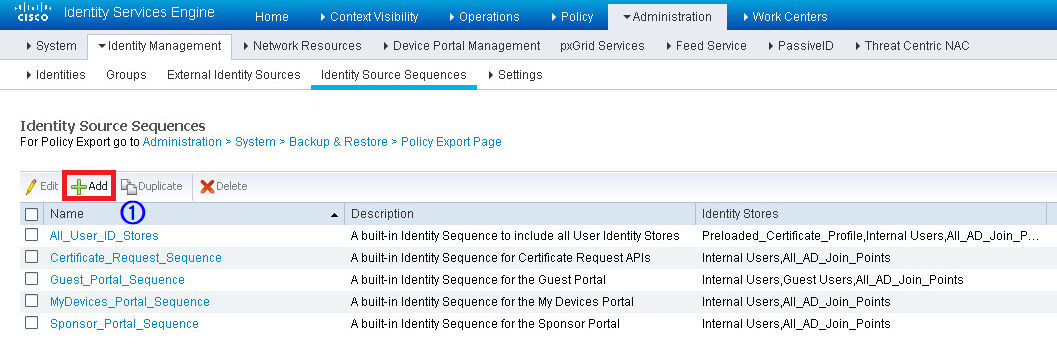 CISCO Identity Services Engine Home Context Visibility Operations Policy Administration Work Centers
System Identity Management Network Resources Device Portal Management pxGrid Services Feed Service PassiveID Threat Centric NAC
Identities Groups External Identity Sources Identity Source Sequences Settings
Identity Source Sequences
For Policy Export go to Administration > System > Backup & Restore > Policy Export Page
Edit Add Duplicate Delete
①
Name Description Identity Stores
All_User_ID_Stores A built-in Identity Sequence to include all User Identity Stores Preloaded_Certificate_Profile,Internal Users,All_AD_Join_P...
Certificate_Request_Sequence A built-in Identity Sequence for Certificate Request APIs Internal Users,All_AD_Join_Points
Guest_Portal_Sequence A built-in Identity Sequence for the Guest Portal Internal Users,Guest Users,All_AD_Join_Points
MyDevices_Portal_Sequence A built-in Identity Sequence for the My Devices Portal Internal Users,All_AD_Join_Points
Sponsor_Portal_Sequence A built-in Identity Sequence for the Sponsor Portal Internal Users,All_AD_Join_Points